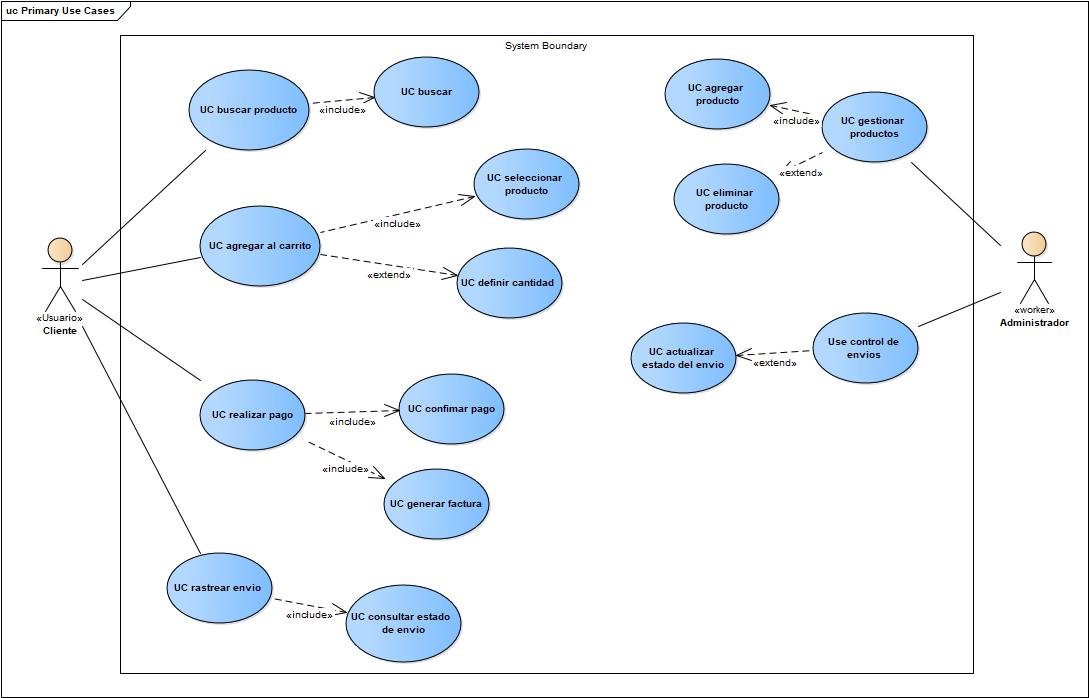 uc Primary Use Cases
System Boundary
UC buscar producto
«include»
UC buscar
UC agregar
producto
«include»
UC gestionar
productos
«extend»
UC eliminar
producto
UC seleccionar
producto
«include»
UC agregar al carrito
«extend»
UC definir cantidad
«Usuario»
Cliente
«worker»
Administrador
UC actualizar
estado del envio
«extend»
Use control de
envios
UC realizar pago
«include»
UC confimar pago
«include»
UC generar factura
UC rastrear envio
«include»
UC consultar estado
de envio